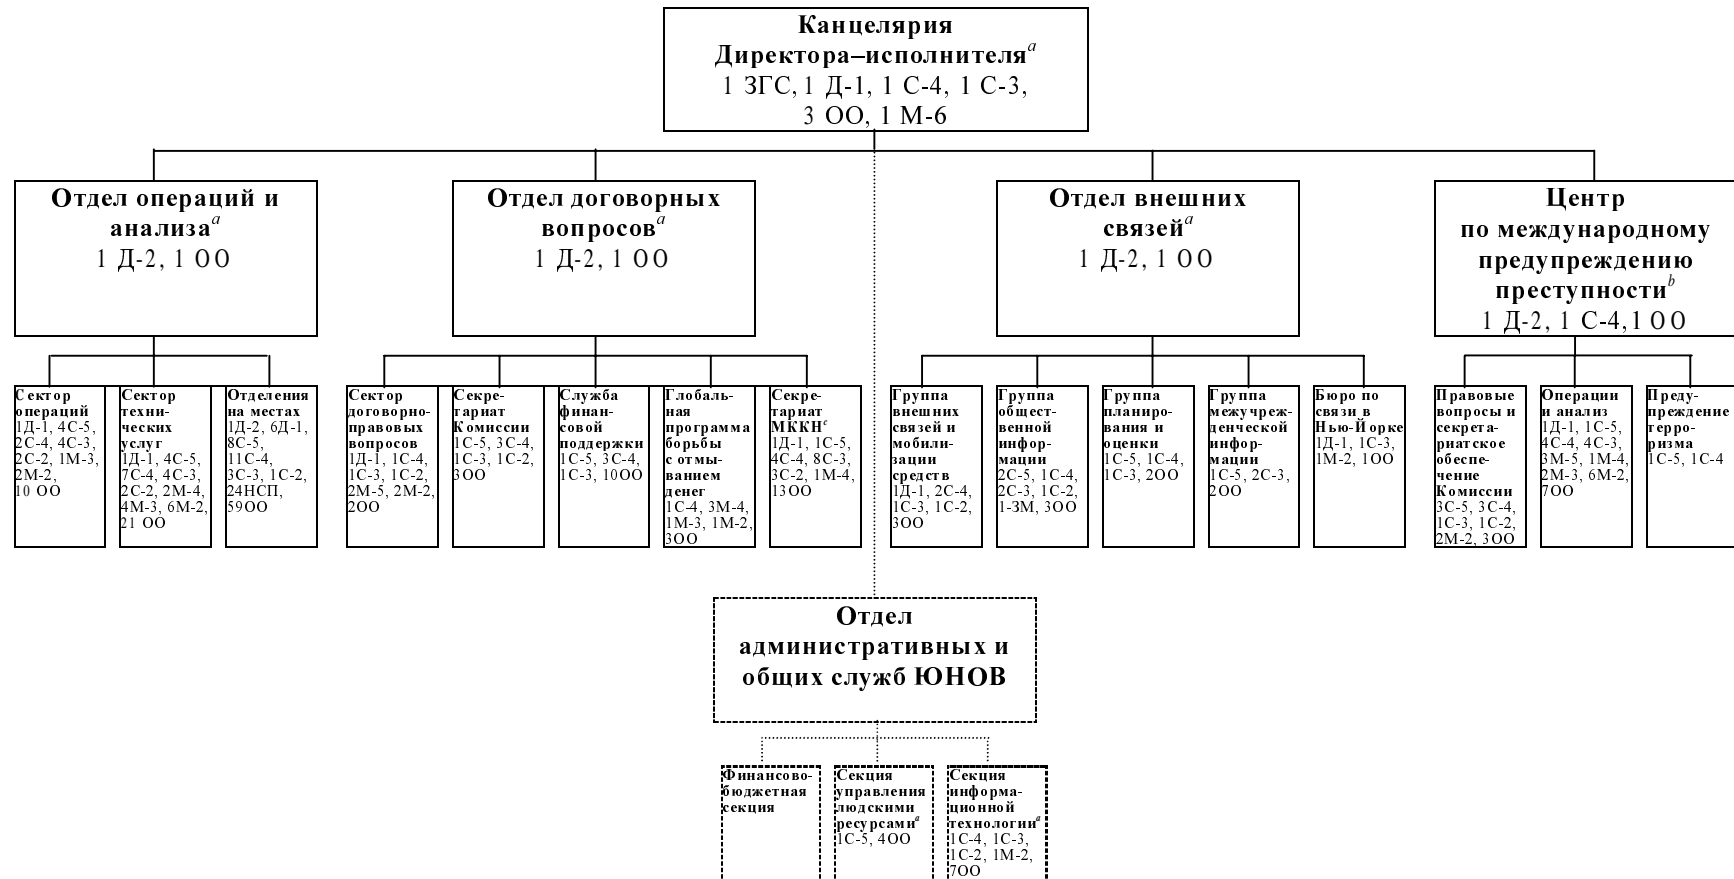 Канцелярия
Директора–исполнителяa
1 ЗГС, 1 Д-1, 1 С-4, 1 С-3,
3 ОО, 1 М-6
Отдел операций и
анализаa
1 Д-2, 1 ОО
Отдел договорных
вопросовa
1 Д-2, 1 ОО
Отдел внешних
связейa
1 Д-2, 1 ОО
Центр
по международному
предупреждению
преступностиb
1 Д-2, 1 С-4,1 ОО
Сектор
операций
1Д-1, 4С-5,
2С-4, 4С-3,
2С-2, 1М-3,
2М-2,
10 ОО
Сектор
техни-
ческих
услуг
1Д-1, 4С-5,
7С-4, 4С-3,
2С-2, 2М-4,
4М-3, 6М-2,
21 ОО
Отделения
на местах
1Д-2, 6Д-1,
8С-5,
11С-4,
3С-3, 1С-2,
24НСП,
59ОО
Сектор
договорно-
правовых
вопросов
1Д-1, 1С-4,
1С-3, 1С-2,
2М-5, 2М-2,
2ОО
Секре-
тариат
Комиссии
1С-5, 3С-4,
1С-3, 1С-2,
3ОО
Служба
финан-
совой
поддержки
1С-5, 3С-4,
1С-3, 10ОО
Глобаль-
ная
программа
борьбы
с отмы-
ванием
денег
1С-4, 3М-4,
1М-3, 1М-2,
3ОО
Секре-
тариат
МККНc
1Д-1, 1С-5,
4С-4, 8С-3,
3С-2, 1М-4,
13ОО
Группа
внешних
связей и
мобили-
зации
средств
1Д-1, 2С-4,
1С-3, 1С-2,
3ОО
Группа
общест-
венной
инфор-
мации
2С-5, 1С-4,
2С-3, 1С-2,
1-3М, 3ОО
Группа
планиро-
вания и
оценки
1С-5, 1С-4,
1С-3, 2ОО
Группа
межучреж-
денческой
инфор-
мации
1С-5, 2С-3,
2ОО
Бюро по
связи в
Нью-Йорке
1Д-1, 1С-3,
1М-2, 1ОО
Правовые
вопросы и
секрета-
риатское
обеспе-
чение
Комиссии
3С-5, 3С-4,
1С-3, 1С-2,
2М-2, 3ОО
Операции
и анализ
1Д-1, 1С-5,
4С-4, 4С-3,
3М-5, 1М-4,
2М-3, 6М-2,
7ОО
Преду-
преждение
терро-
ризма
1С-5, 1С-4
Отдел
административных и
общих служб ЮНОВ
Финансово-
бюджетная
секция
Секция
управления
людскими
ресурсамиa
1С-5, 4ОО
Секция
информа-
ционной
технологииa
1С-4, 1С-3,
1С-2, 1М-2,
7ОО